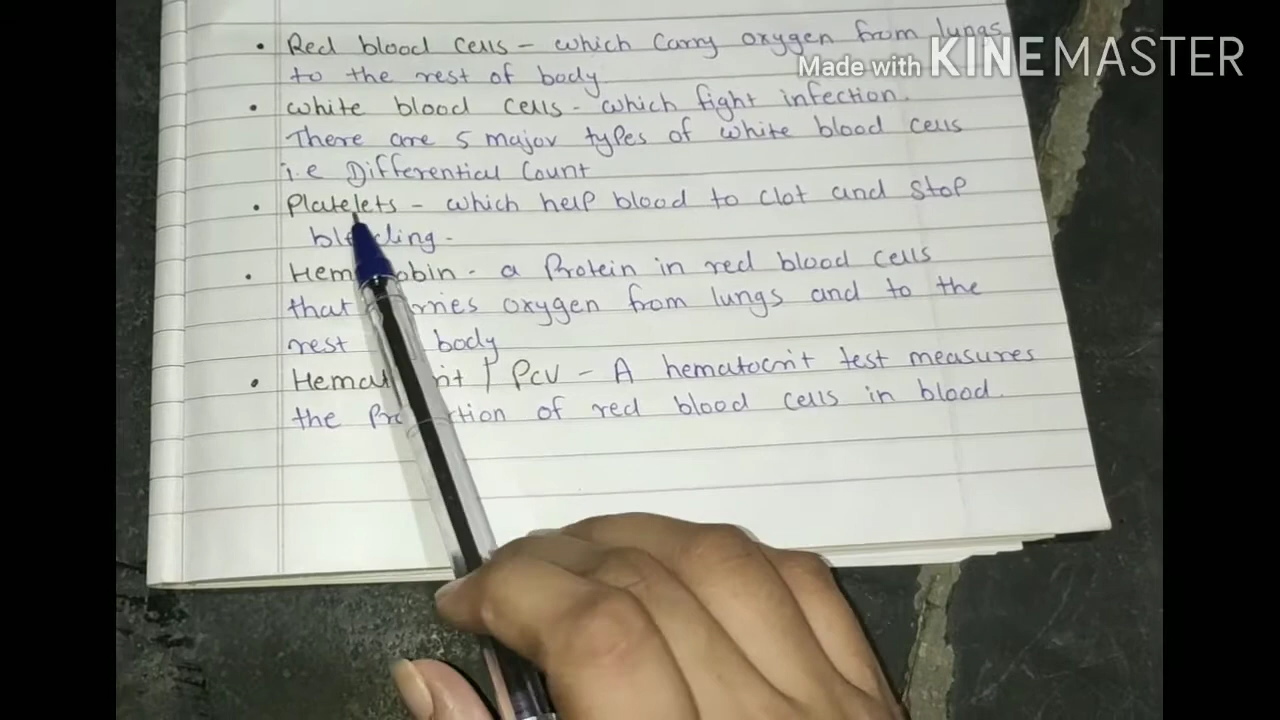 Made with KINEMASTER
• Red blood cells - which carry oxygen from lungs
to the rest of body
• white blood cells - which fight infection.
There are 5 major types of white blood cells
i.e Differential Count
• Platelets - which help blood to clot and stop
- a Protein in red blood cells
that oxygen from lungs and to the
rest body
| PCV - A hematocrit test measures
the of red blood cells in blood.